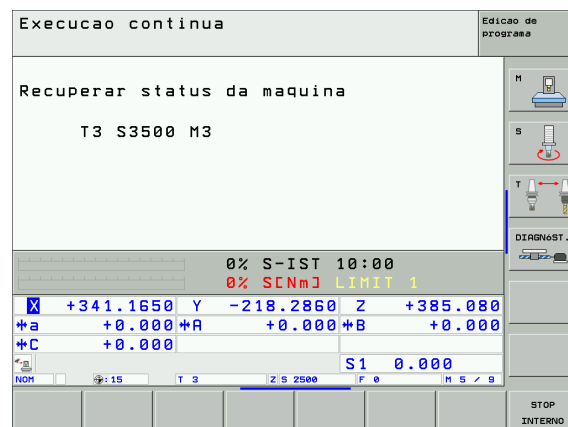 Execucao continua
Edicao de
programa
Recuperar status da maquina
T3 S3500 M3
M
S
T
DIAGNÓST.
0% S-IST 10:00
0% S[Nm] LIMIT 1
X +341.1650 Y -218.2860 Z +385.080
a +0.000 A +0.000 B +0.000
C +0.000
S1 0.000
NOM : 15 T 3 Z S 2500 F 0 M 5 / 9
STOP
INTERNO